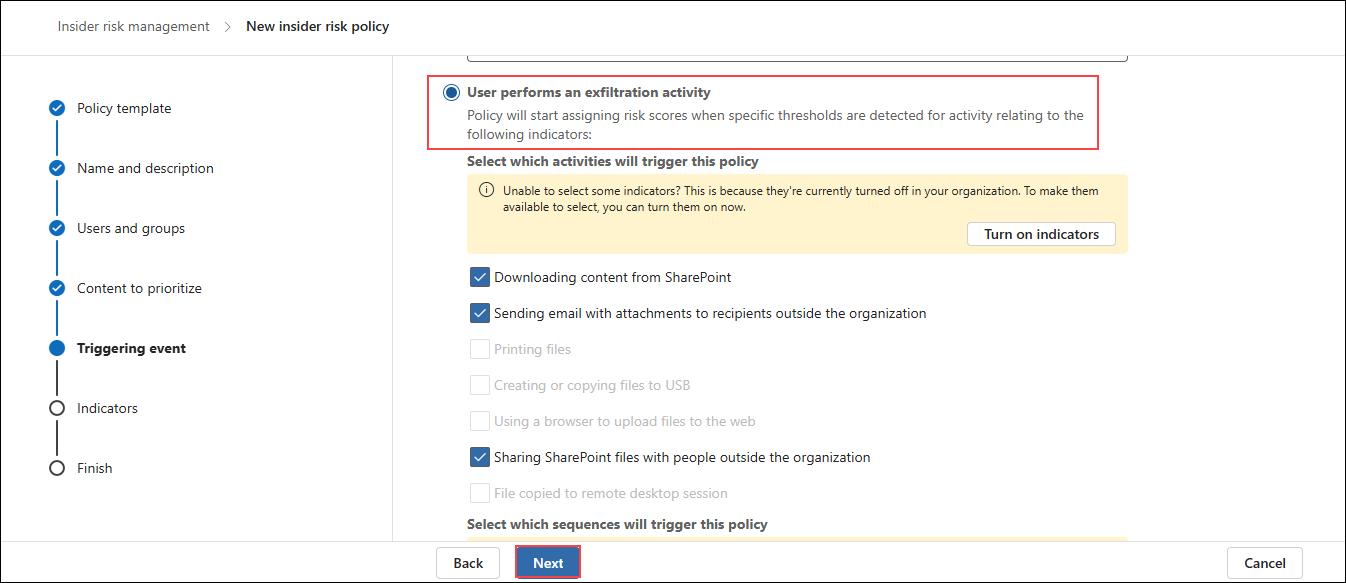 Insider risk management > New insider risk policy
Policy template
Name and description
Users and groups
Content to prioritize
Triggering event
Indicators
Finish
User performs an exfiltration activity
Policy will start assigning risk scores when specific thresholds are detected for activity relating to the
following indicators:
Select which activities will trigger this policy
Unable to select some indicators? This is because they're currently turned off in your organization. To make them
available to select, you can turn them on now.
Turn on indicators
Downloading content from SharePoint
Sending email with attachments to recipients outside the organization
Printing files
Creating or copying files to USB
Using a browser to upload files to the web
Sharing SharePoint files with people outside the organization
File copied to remote desktop session
Select which sequences will trigger this policy
Back
Next
Cancel